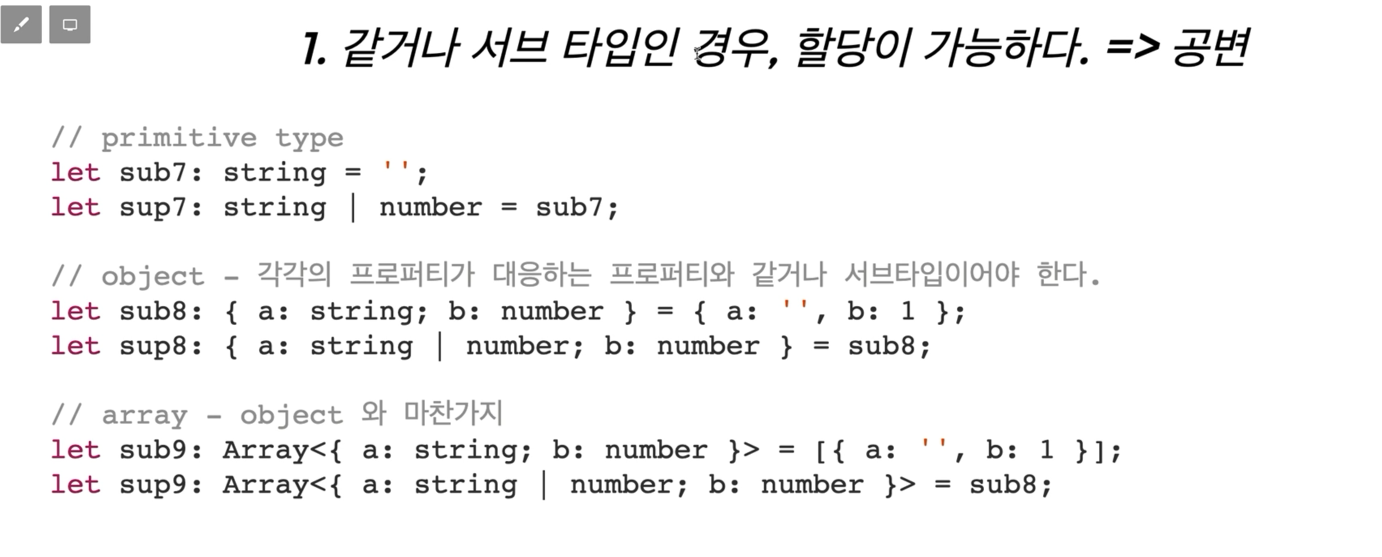 1. 같거나 서브 타입인 경우, 할당이 가능하다. => 공변
// primitive type
let sub7: string = '';
let sup7: string | number = sub7;
// object – 각각의 프로퍼티가 대응하는 프로퍼티와 같거나 서브타입이어야 한다.
let sub8: { a: string; b: number } = { a: '', b: 1 };
let sup8: { a: string | number; b: number } = sub8;
// array – object 와 마찬가지
let sub9: Array<{ a: string; b: number }> = [{ a: '', b: 1 }];
let sup9: Array<{ a: string | number; b: number }> = sub8;